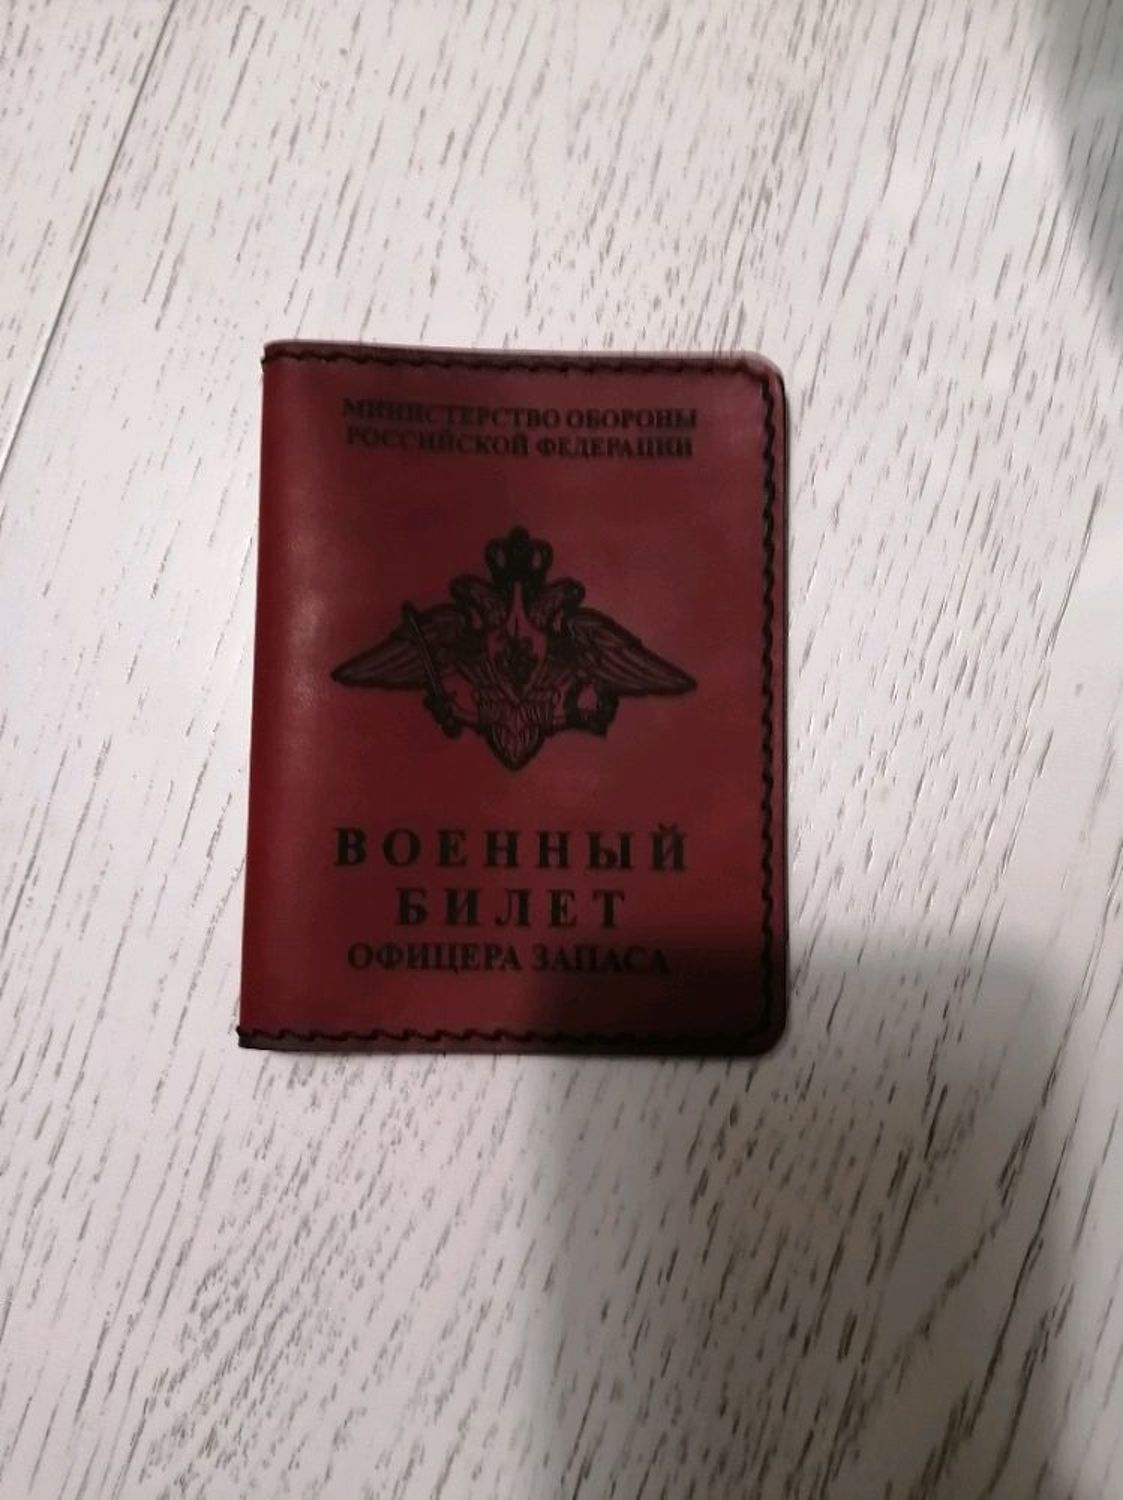 МИНИСТЕРСТВО ОБОРОНЫ
РОССИЙСКОЙ ФЕДЕРАЦИИ
ВОЕННЫЙ
БИЛЕТ
ОФИЦЕРА ЗАПАСА